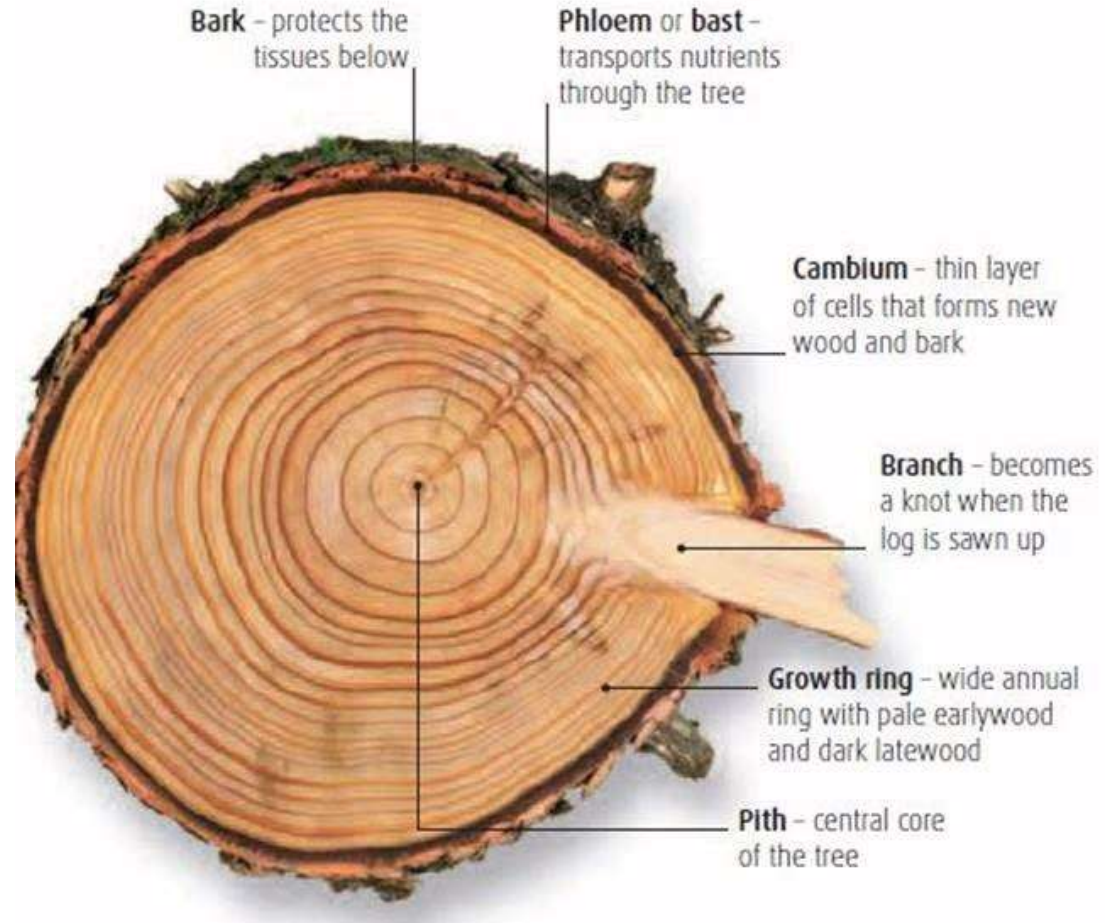 Bark – protects the
tissues below
Phloem or bast –
transports nutrients
through the tree
Cambium – thin layer
of cells that forms new
wood and bark
Branch – becomes
a knot when the
log is sawn up
Growth ring – wide annual
ring with pale earlywood
and dark latewood
Pith – central core
of the tree